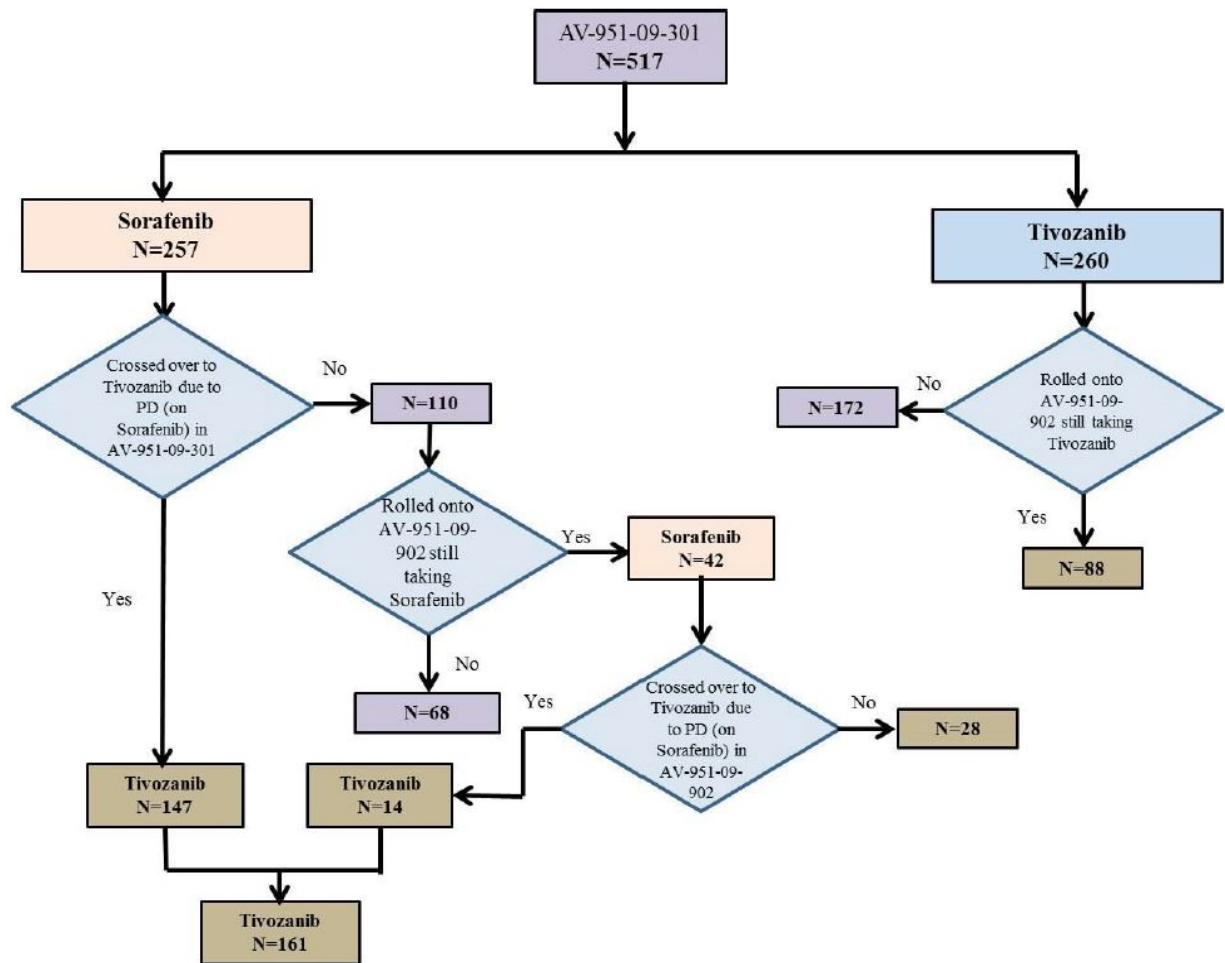 AV-951-09-301
N=517
Sorafenib
N=257
Tivozanib
N=260
Crossed over to
Tivozanib due to
PD (on
Sorafenib) in
AV-951-09-301
No
N=110
Yes
Rolled onto
AV-951-09-
902 still
taking
Sorafenib
Yes
Sorafenib
N=42
No
N=68
Rolled onto
AV-951-09-
902 still taking
Tivozanib
No
N=172
Yes
N=88
Crossed over to
Tivozanib due
to PD (on
Sorafenib) in
AV-951-09-
902
Yes
No
N=28
Tivozanib
N=147
Tivozanib
N=14
Tivozanib
N=161